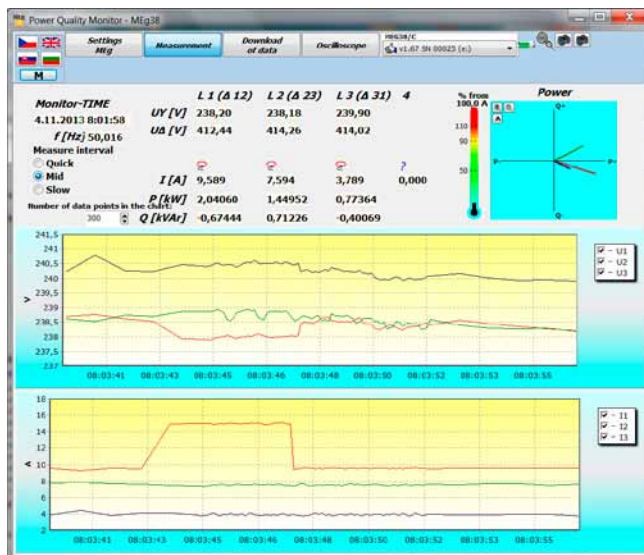 Power Quality Monitor - MEg38
Settings MEg
Measurement
Download of data
Oscilloscope
MEG38/C
v1.67 SN 00025 (e:)
M
Monitor-TIME
4.11.2013 8:01:58
f [Hz] 50,016
Measure interval
Quick
Mid
Slow
Number of data points in the chart:
300
L 1 (Δ 12) L 2 (Δ 23) L 3 (Δ 31) 4
UY [V] 238,20 238,18 239,90
UΔ [V] 412,44 414,26 414,02
I [A] 9,589 7,594 3,789 0,000
P [kW] 2,04060 1,44952 0,77364
Q [kVAr] -0,67444 0,71226 -0,40069
% from
100,0 A
110
90
50
Power
A
Q+
P- P+
Q-
241,5
241
240,5
240
239,5
239
238,5
238
237,5
237
V
08:03:41 08:03:43 08:03:45 08:03:46 08:03:48 08:03:50 08:03:52 08:03:53 08:03:55
- U1
- U2
- U3
18
16
14
12
10
8
6
4
2
A
08:03:41 08:03:43 08:03:45 08:03:46 08:03:48 08:03:50 08:03:52 08:03:53 08:03:55
- I1
- I2
- I3